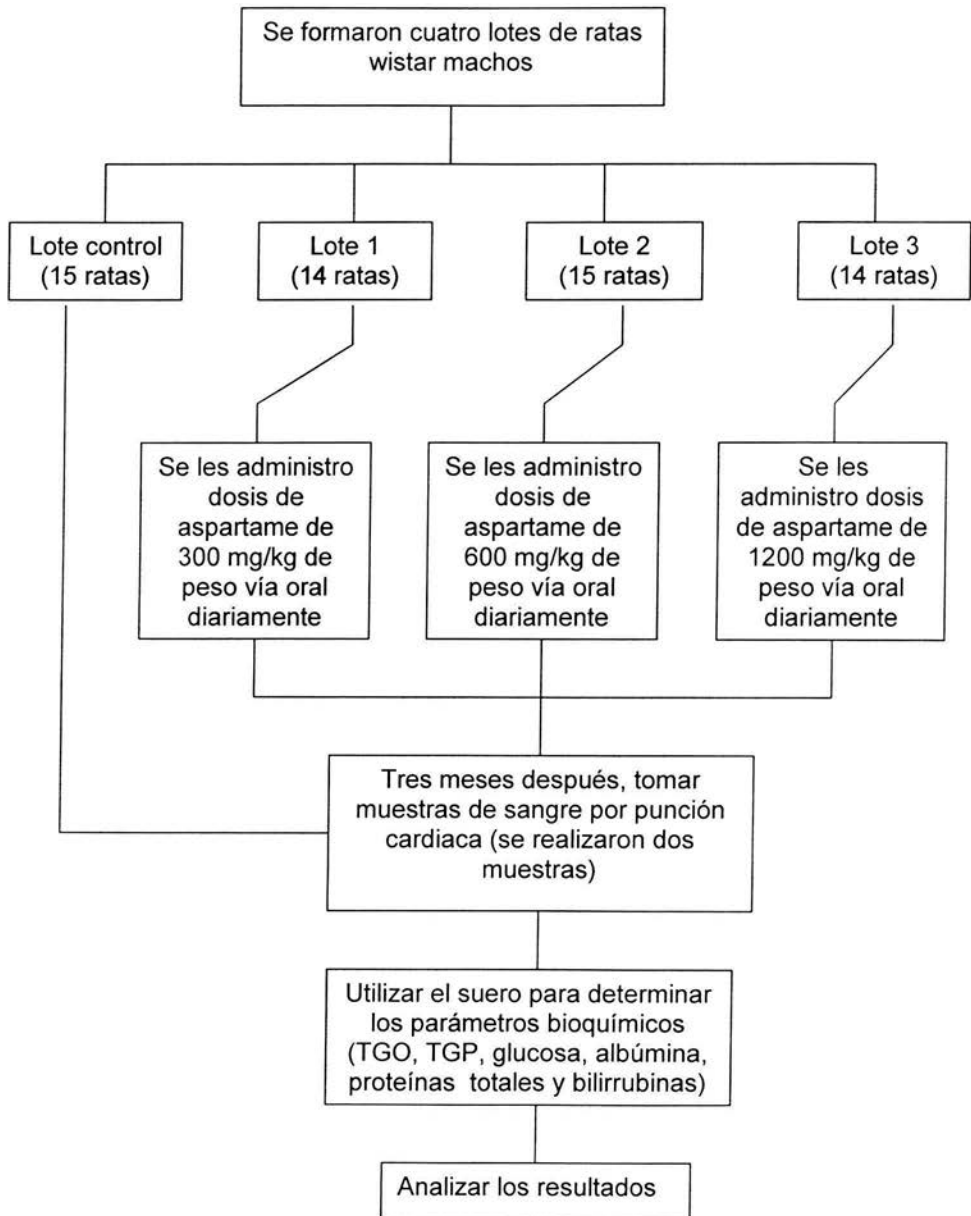 Se formaron cuatro lotes de ratas
wistar machos
Lote control
(15 ratas)
Lote 1
(14 ratas)
Lote 2
(15 ratas)
Lote 3
(14 ratas)
Se les administro
dosis de
aspartame de
300 mg/kg de
peso vía oral
diariamente
Se les administro
dosis de
aspartame de
600 mg/kg de
peso vía oral
diariamente
Se les
administro dosis
de aspartame de
1200 mg/kg de
peso vía oral
diariamente
Tres meses después, tomar
muestras de sangre por punción
cardiaca (se realizaron dos
muestras)
Utilizar el suero para determinar
los parámetros bioquímicos
(TGO, TGP, glucosa, albúmina,
proteínas totales y bilirrubinas)
Analizar los resultados